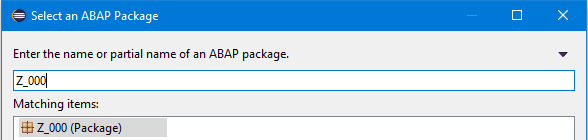 Select an ABAP Package
Enter the name or partial name of an ABAP package.
Z_000
Matching items:
Z_000 (Package)